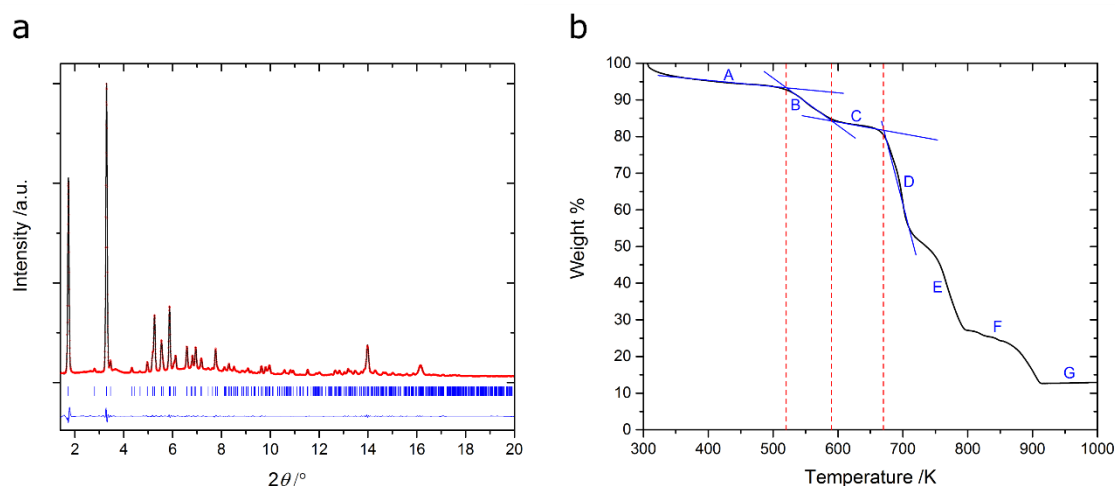 a
b
Intensity /a.u.
2 4 6 8 10 12 14 16 18 20
2θ/°
Weight %
100
90
80
70
60
50
40
30
20
10
0
A
B
C
D
E
F
G
300 400 500 600 700 800 900 1000
Temperature /K